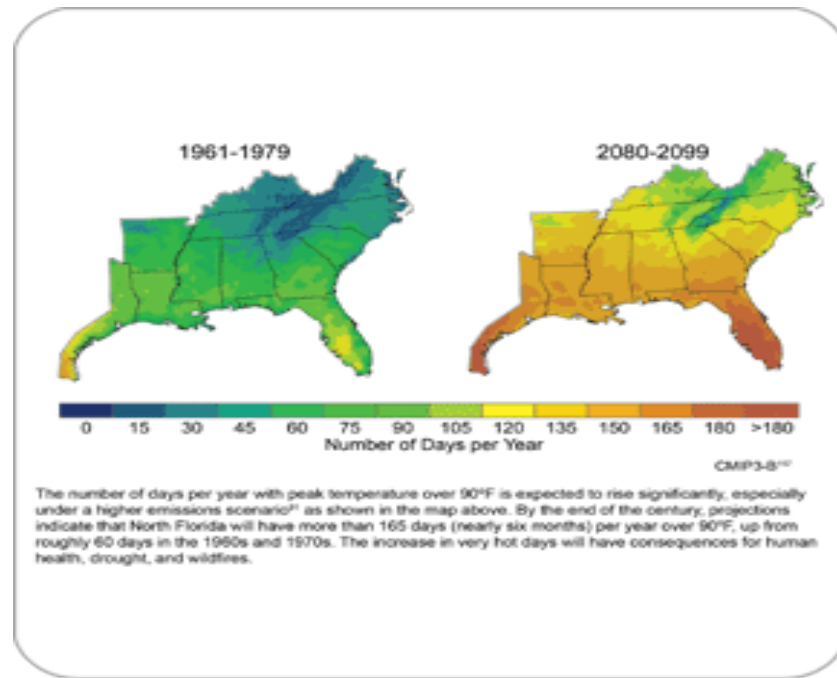 1961-1979
2080-2099
0 15 30 45 60 75 90 105 120 135 150 165 180 >180
Number of Days per Year
CMIP3-B
The number of days per year with peak temperature over 90°F is expected to rise significantly, especially
under a higher emissions scenario as shown in the map above. By the end of the century, projections
indicate that North Florida will have more than 165 days (nearly six months) per year over 90°F, up from
roughly 60 days in the 1960s and 1970s. The increase in very hot days will have consequences for human
health, drought, and wildfires.